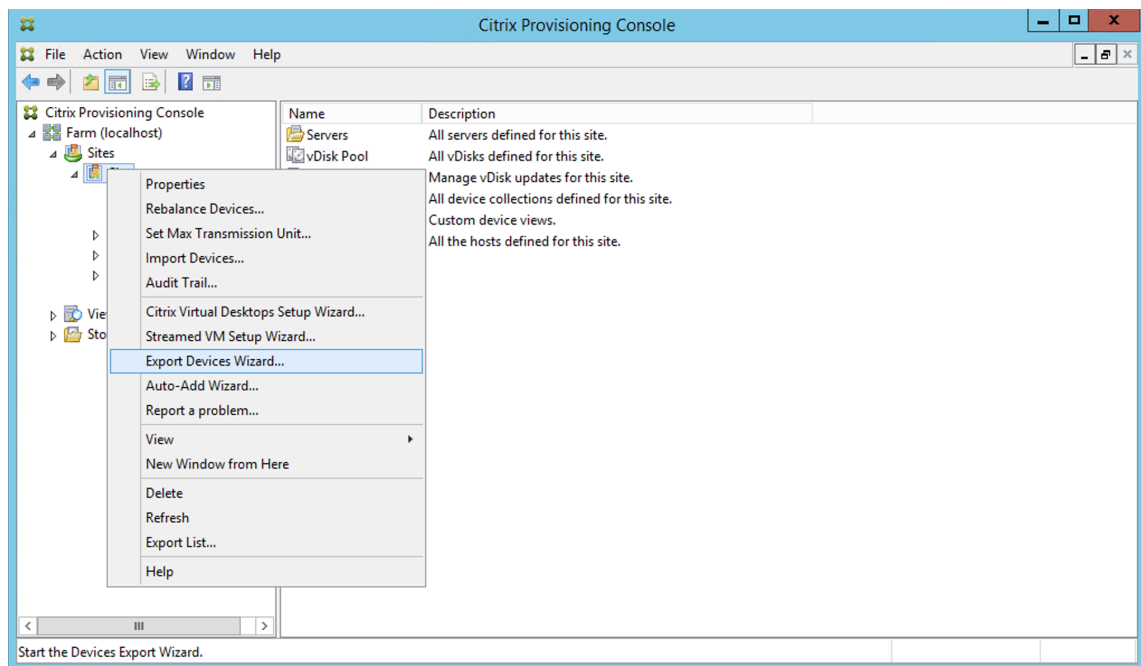 Citrix Provisioning Console
File Action View Window Help
Citrix Provisioning Console
Farm (localhost)
Sites
Vie
Sto
Name Description
Servers All servers defined for this site.
vDisk Pool All vDisks defined for this site.
Manage vDisk updates for this site.
All device collections defined for this site.
Custom device views.
All the hosts defined for this site.
Properties
Rebalance Devices...
Set Max Transmission Unit...
Import Devices...
Audit Trail...
Citrix Virtual Desktops Setup Wizard...
Streamed VM Setup Wizard...
Export Devices Wizard...
Auto-Add Wizard...
Report a problem...
View
New Window from Here
Delete
Refresh
Export List...
Help
Start the Devices Export Wizard.